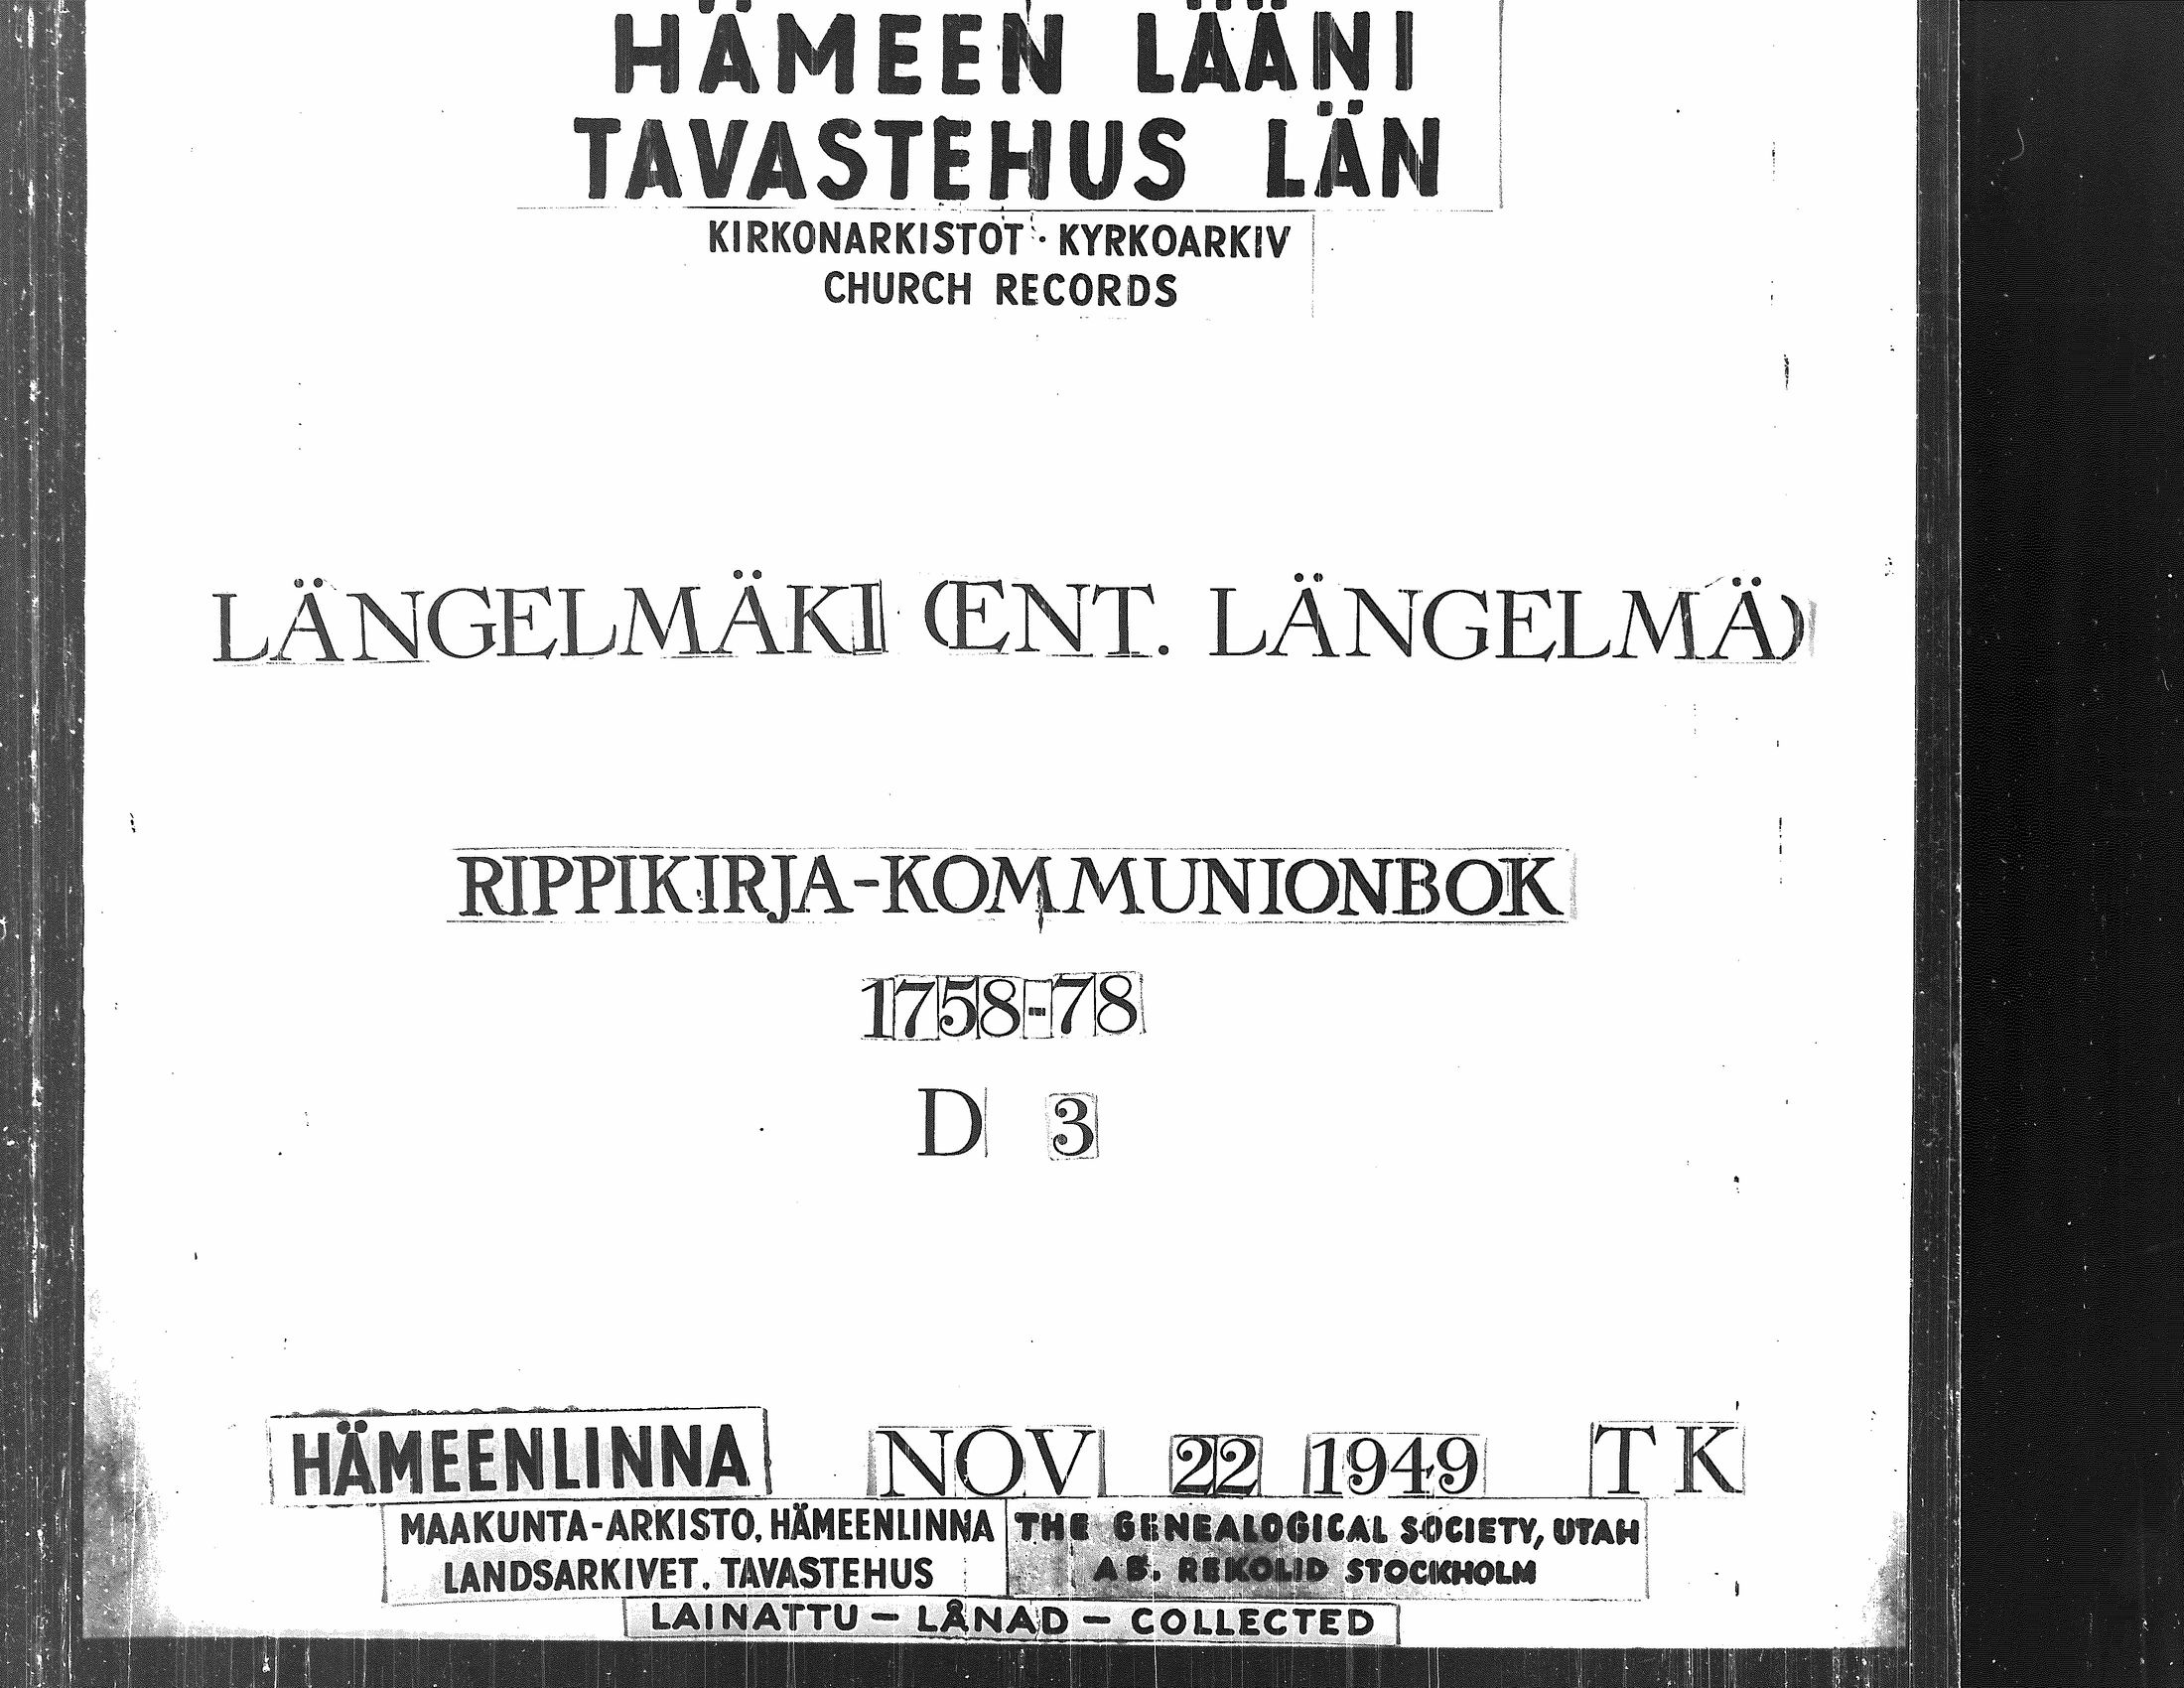 HÄMEEN LÄÄNI
TAVASTEHUS LÄN
KIRKONARKISTOT · KYRKOARKIV
CHURCH RECORDS
LÄNGELMÄKI (ENT. LÄNGELMÄ)
RIPPIKIRJA-KOMMUNIONBOK
1758-78
D 3
HÄMEENLINNA NOV 22 1949 TK
MAAKUNTA-ARKISTO, HÄMEENLINNA
LANDSARKIVET, TAVASTEHUS
THE GENEALOGICAL SOCIETY, UTAH
AB. REKOLID STOCKHOLM
LAINATTU – LÅNAD – COLLECTED